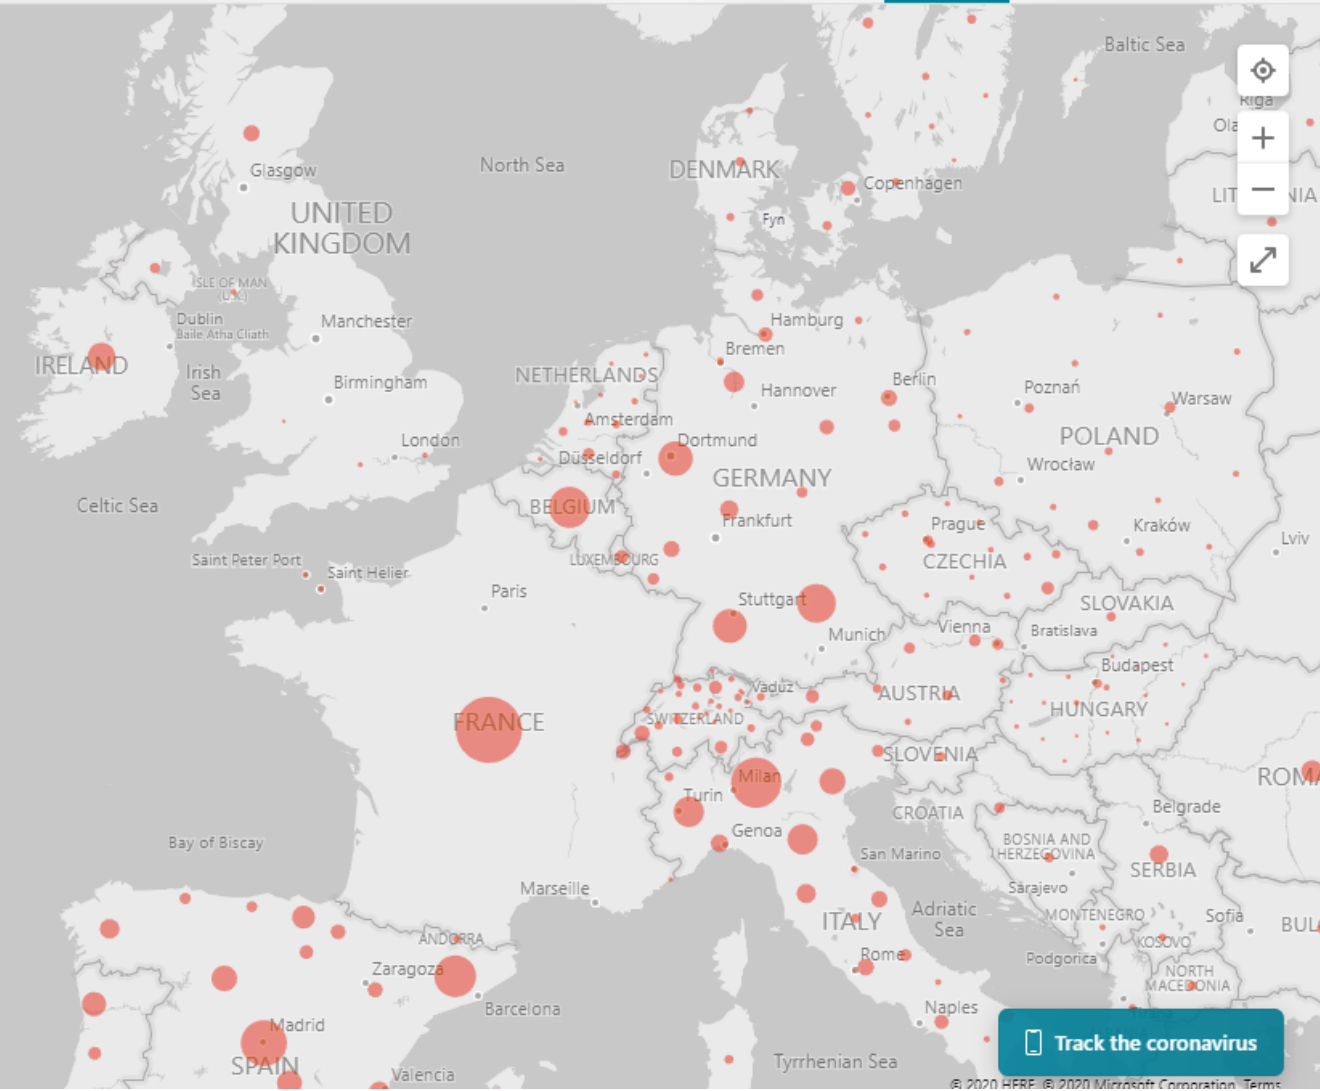 Baltic Sea
Riga
Glasgow
North Sea
DENMARK
Copenhagen
UNITED
KINGDOM
Fyn
ISLE OF MAN
(U.K.)
Dublin
Baile Átha Cliath
Manchester
Hamburg
Bremen
IRELAND
Irish
Sea
Birmingham
NETHERLANDS
Hannover
Berlin
Poznań
Warsaw
Amsterdam
London
Dortmund
POLAND
Düsseldorf
GERMANY
Wrocław
Celtic Sea
BELGIUM
Frankfurt
Prague
Kraków
Lviv
Saint Peter Port
Saint Helier
LUXEMBOURG
CZECHIA
Paris
Stuttgart
SLOVAKIA
Munich
Vienna
Bratislava
Budapest
Vaduz
AUSTRIA
FRANCE
SWITZERLAND
HUNGARY
SLOVENIA
Milan
ROMA
Turin
CROATIA
Belgrade
Genoa
Bay of Biscay
San Marino
BOSNIA AND
HERZEGOVINA
SERBIA
Marseille
Sarajevo
ITALY
Adriatic
Sea
MONTENEGRO
Sofia
BUL
ANDORRA
KOSOVO
Rome
Podgorica
Zaragoza
NORTH
MACEDONIA
Barcelona
Naples
Madrid
Track the coronavirus
SPAIN
Valencia
Tyrrhenian Sea
© 2020 HERE, © 2020 Microsoft Corporation, Terms